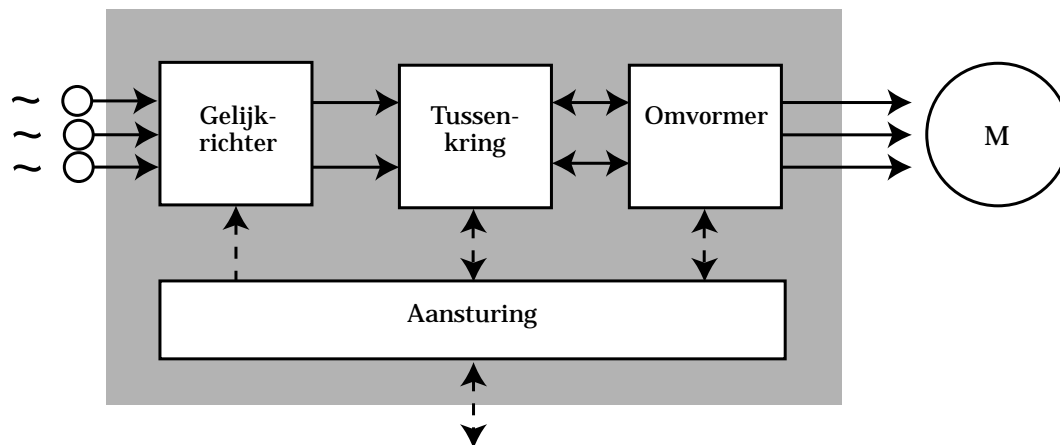 ~
~
~
Gelijk-
richter
Tussen-
kring
Omvormer
M
Aansturing